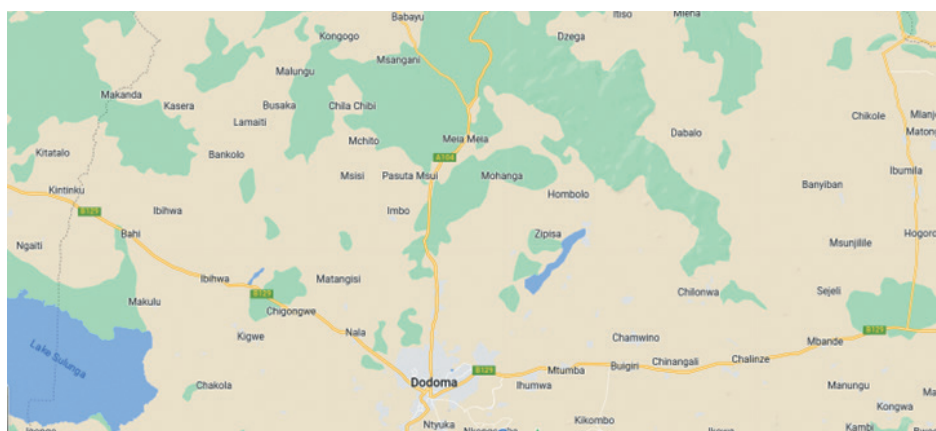 Babayu
Itiso
Mlena
Kongogo
Dzega
Msangani
Malungu
Makanda
Kasera
Busaka
Chila Chibi
Lamaiti
Chikole
Mlanj
Matong
Dabalo
Mchito
Meia Meia
A104
Kitatalo
Bankolo
Msisi
Pasuta Msui
Mohanga
Ibumila
Kintinku
Banyiban
Hombolo
B129
Ibihwa
Imbo
Bahi
Zipisa
Hogoro
Ngaiti
Msunjilile
Ibihwa
Matangisi
B129
Makulu
Chilonwa
Sejeli
Chigongwe
Lake Sulunga
Kigwe
Nala
Chamwino
B129
Mbande
Chinangali
Chalinze
Buigiri
Mtumba
B129
Dodoma
Ihumwa
Chakola
Manungu
Kongwa
Ntyuka
Kikombo
Kambi